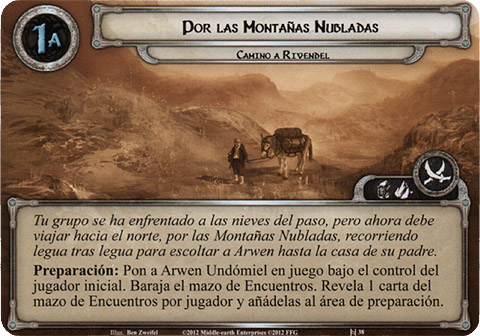 1A
Por las Montañas Nubladas
Camino a Rivendel
Tu grupo se ha enfrentado a las nieves del paso, pero ahora debe
viajar hacia el norte, por las Montañas Nubladas, recorriendo
legua tras legua para escoltar a Arwen hasta la casa de su padre.
Preparación: Pon a Arwen Undómiel en juego bajo el control del
jugador inicial. Baraja el mazo de Encuentros. Revela 1 carta del
mazo de Encuentros por jugador y añádelas al área de preparación.
Illus. Ben Zweifel ©2012 Middle-earth Enterprises ©2012 FFG 38